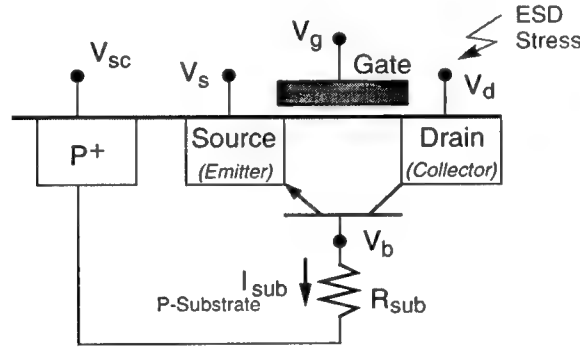 ESD
Stress
Vg
Vsc
Vs
Gate
Vd
P+
Source
(Emitter)
Drain
(Collector)
Vb
Isub
P-Substrate
Rsub